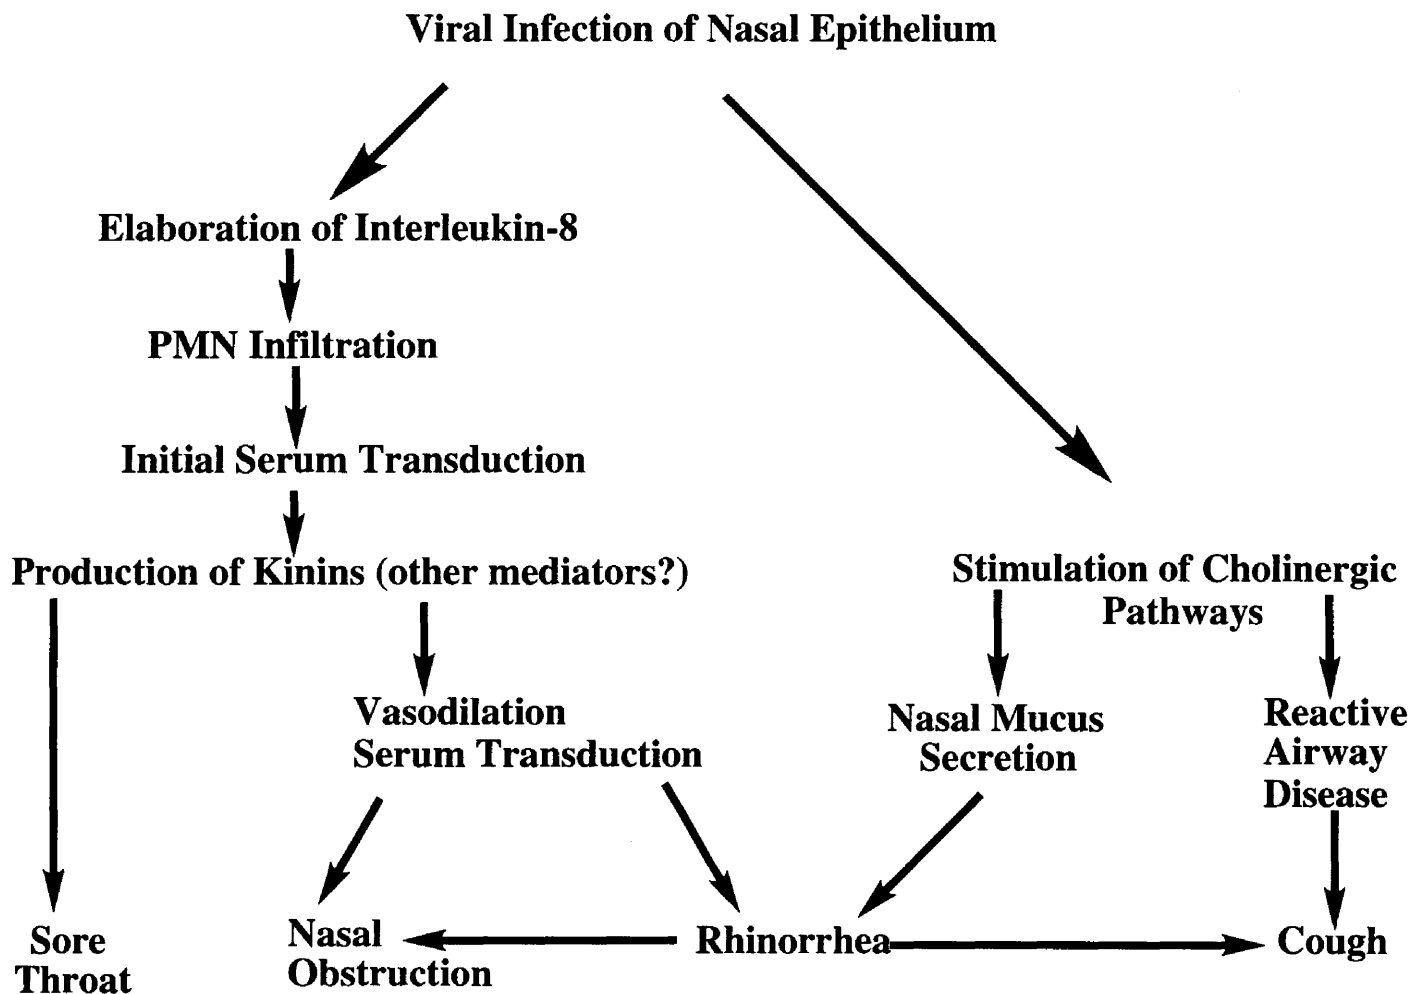 Viral Infection of Nasal Epithelium
Elaboration of Interleukin-8
PMN Infiltration
Initial Serum Transduction
Production of Kinins (other mediators?)
Stimulation of Cholinergic
Pathways
Vasodilation
Serum Transduction
Nasal Mucus
Secretion
Reactive
Airway
Disease
Sore
Throat
Nasal
Obstruction
Rhinorrhea
Cough